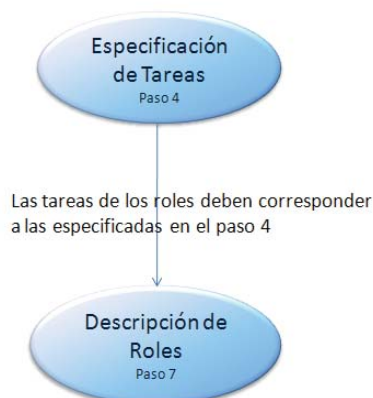 Especificación
de Tareas
Paso 4
Las tareas de los roles deben corresponder
a las especificadas en el paso 4
Descripción de
Roles
Paso 7